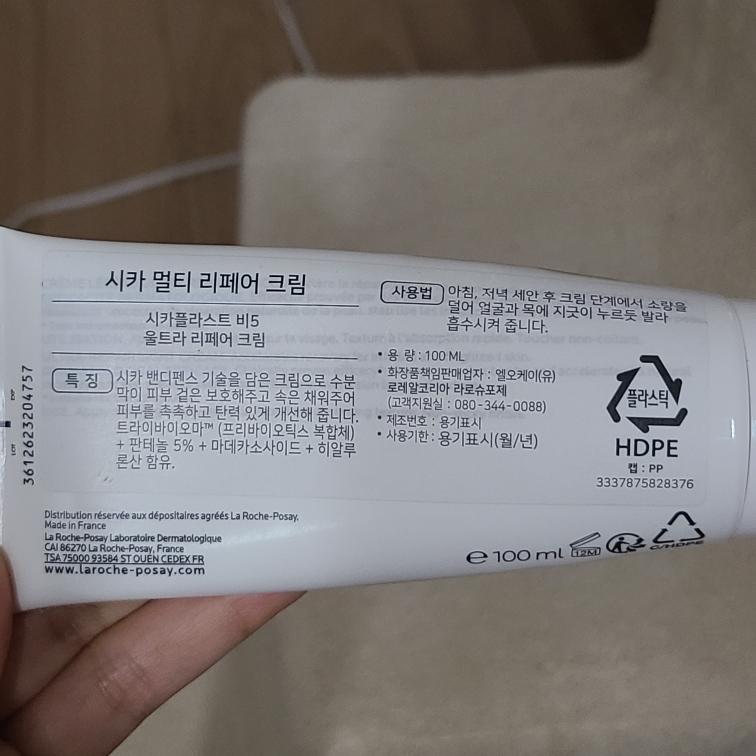 시카 멀티 리페어 크림
시카플라스트 비5
울트라 리페어 크림
특 징 시카 밴디펜스 기술을 담은 크림으로 수분
막이 피부 겉은 보호해주고 속은 채워주어
피부를 촉촉하고 탄력 있게 개선해 줍니다.
트라이바이오마™ (프리바이오틱스 복합체)
+ 판테놀 5% + 마데카소사이드 + 히알루
론산 함유.
사용법 아침, 저녁 세안 후 크림 단계에서 소량을
덜어 얼굴과 목에 지긋이 누르듯 발라
흡수시켜 줍니다.
• 용 량 : 100 ML
• 화장품책임판매업자 : 엘오케이(유)
로레알코리아 라로슈포제
(고객지원실 : 080-344-0088)
• 제조번호 : 용기표시
• 사용기한 : 용기표시(월/년)
플라스틱
HDPE
캡 : PP
3337875828376
3612623204757
Distribution réservée aux dépositaires agréés La Roche-Posay.
Made in France
La Roche-Posay Laboratoire Dermatologique
CAI 86270 La Roche-Posay, France
TSA 75000 93584 ST OUEN CEDEX FR
www.laroche-posay.com
e 100 ml 12M
C/HDPE